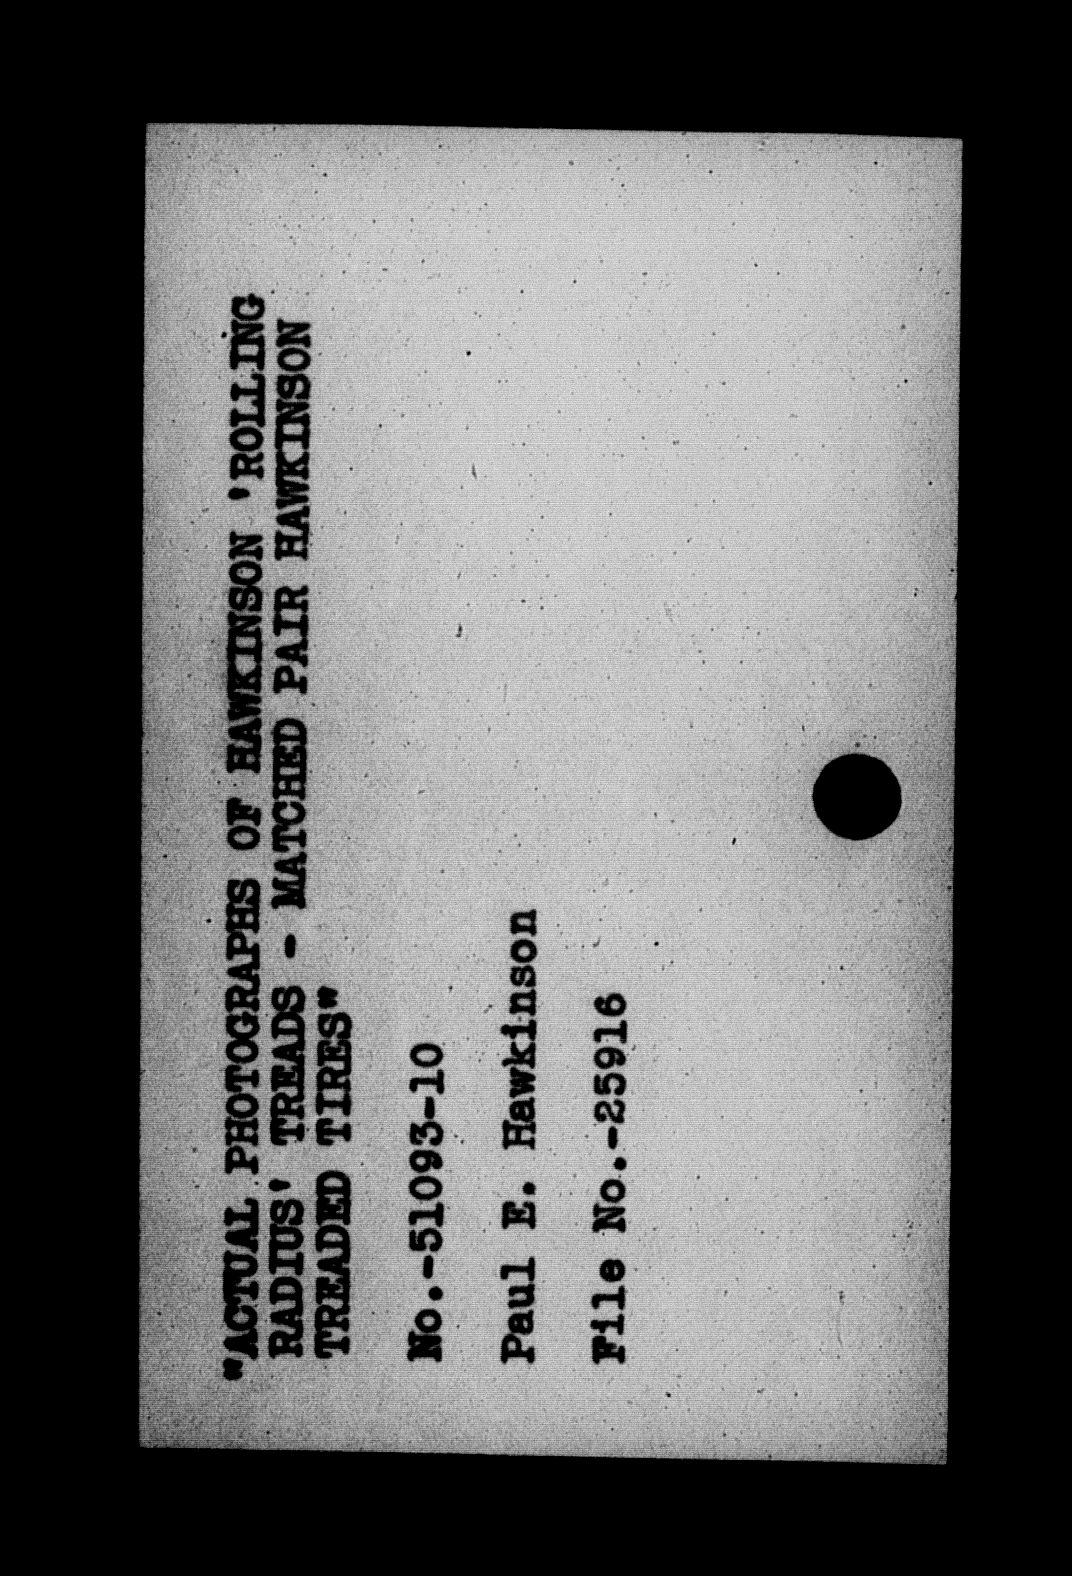 "ACTUAL PHOTOGRAPHS OF HAWKINSON 'ROLLING
RADIUS' TREADS - MATCHED PAIR HAWKINSON
TREADED TIRES"
No.-51093-10
Paul E. Hawkinson
File No.-25916